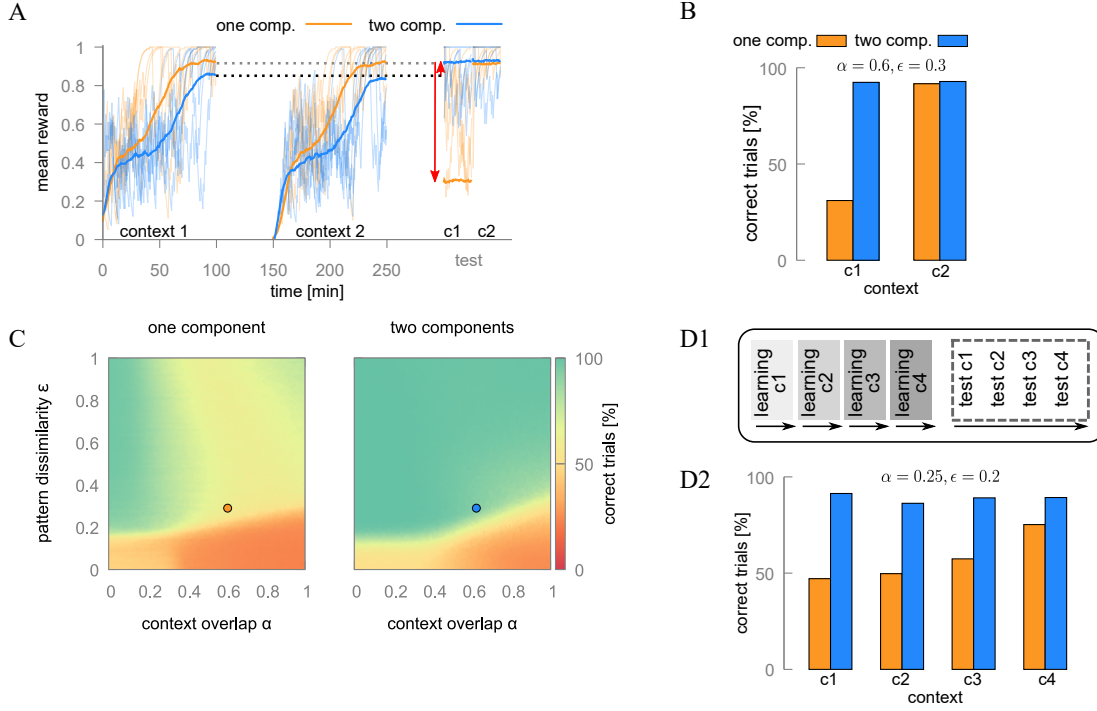 A
one comp. two comp.
mean reward
1
0.8
0.6
0.4
0.2
0
context 1 context 2 c1 c2
test
0 50 100 150 200 250
time [min]
B
one comp. two comp.
α = 0.6, ϵ = 0.3
correct trials [%]
100
50
0
c1 c2
context
C
one component two components
pattern dissimilarity ε
1
0.8
0.6
0.4
0.2
0
0 0.2 0.4 0.6 0.8 1
context overlap α
0 0.2 0.4 0.6 0.8 1
context overlap α
100
50
0
correct trials [%]
D1
learning
c1
learning
c2
learning
c3
learning
c4
test c1
test c2
test c3
test c4
D2
α = 0.25, ϵ = 0.2
correct trials [%]
100
50
0
c1 c2 c3 c4
context